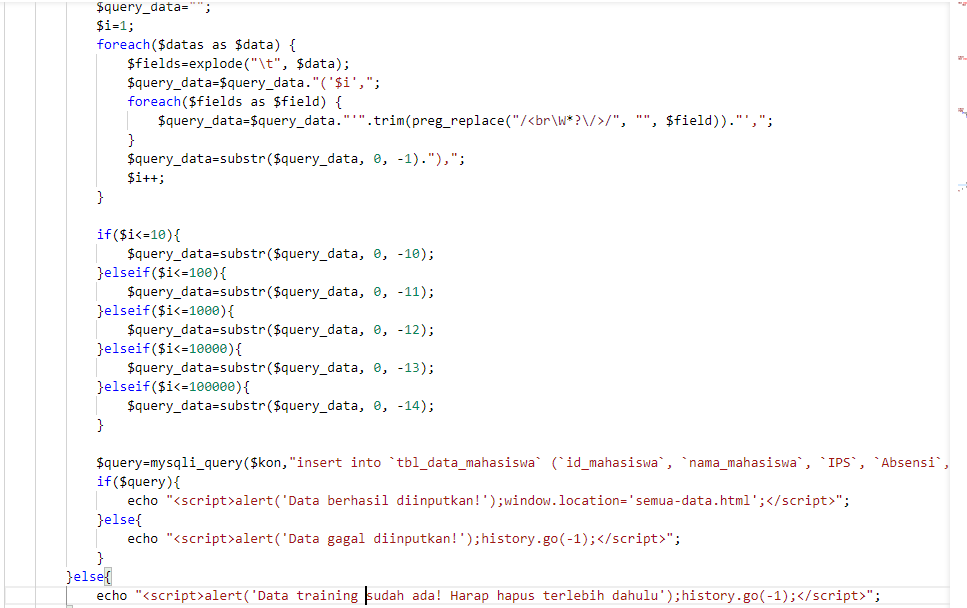 $query_data="";
$i=1;
foreach($datas as $data) {
$fields=explode("\t", $data);
$query_data=$query_data."('$i',";
foreach($fields as $field) {
$query_data=$query_data."'".trim(preg_replace("/<br\W*?\/>/", "", $field))."',";
}
$query_data=substr($query_data, 0, -1)."),";
$i++;
}
if($i<=10){
$query_data=substr($query_data, 0, -10);
}elseif($i<=100){
$query_data=substr($query_data, 0, -11);
}elseif($i<=1000){
$query_data=substr($query_data, 0, -12);
}elseif($i<=10000){
$query_data=substr($query_data, 0, -13);
}elseif($i<=100000){
$query_data=substr($query_data, 0, -14);
}
$query=mysqli_query($kon,"insert into `tbl_data_mahasiswa` (`id_mahasiswa`, `nama_mahasiswa`, `IPS`, `Absensi`,
if($query){
echo "<script>alert('Data berhasil diinputkan!');window.location='semua-data.html';</script>";
}else{
echo "<script>alert('Data gagal diinputkan!');history.go(-1);</script>";
}
}else{
echo "<script>alert('Data training sudah ada! Harap hapus terlebih dahulu');history.go(-1);</script>";